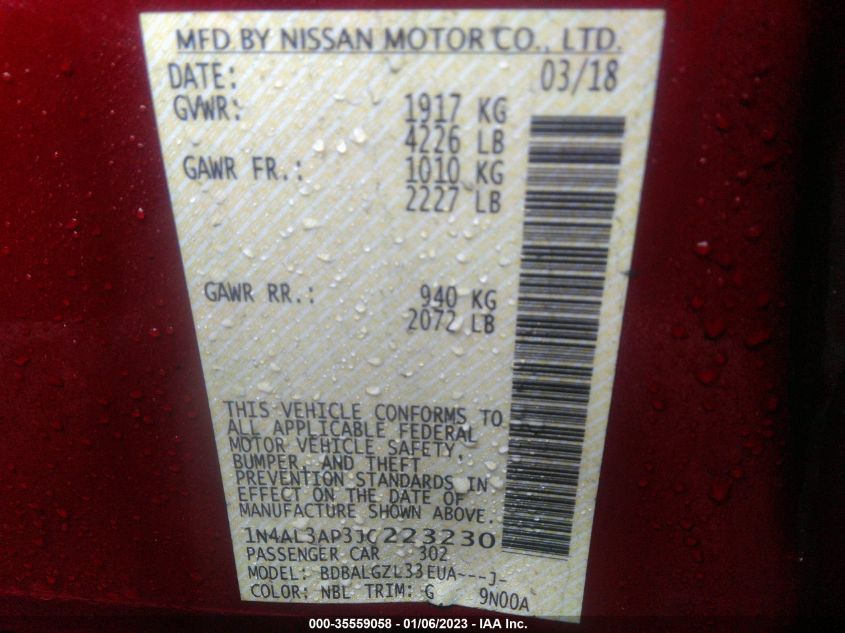 MFD BY NISSAN MOTOR CO., LTD.
DATE: 03/18
GVWR: 1917 KG
4226 LB
GAWR FR.: 1010 KG
2227 LB
GAWR RR.: 940 KG
2072 LB
THIS VEHICLE CONFORMS TO
ALL APPLICABLE FEDERAL
MOTOR VEHICLE SAFETY,
BUMPER, AND THEFT
PREVENTION STANDARDS IN
EFFECT ON THE DATE OF
MANUFACTURE SHOWN ABOVE.
1N4AL3AP3JC223230
PASSENGER CAR 302
MODEL: BDBALGZL33EUA---J-
COLOR: NBL TRIM: G 9N00A
000-35559058 - 01/06/2023 - IAA Inc.